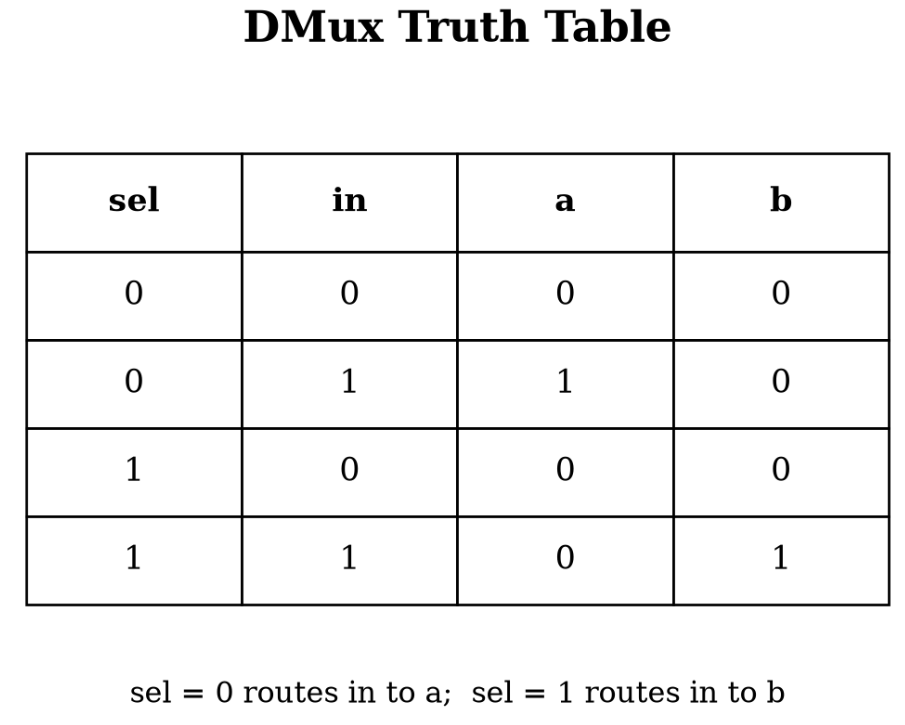 DMux Truth Table
sel in a b
0 0 0 0
0 1 1 0
1 0 0 0
1 1 0 1
sel = 0 routes in to a;  sel = 1 routes in to b